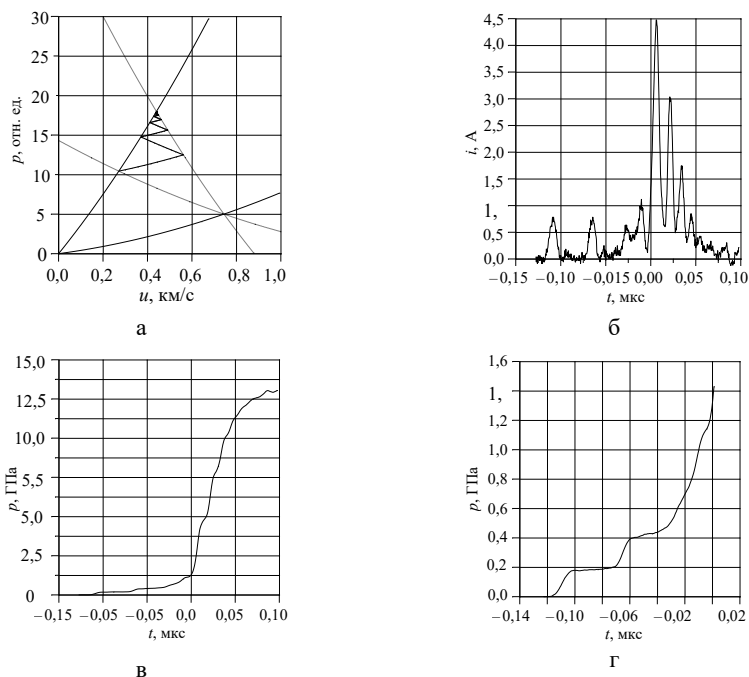 p, отн. ед.
30
25
20
15
10
5
0
0,0 0,2 0,4 0,6 0,8 1,0
u, км/с
а
i, А
4,5
4,0
3,5
3,0
2,5
2,0
1,5
1,
0,5
0,0
–0,15 –0,10 –0,015 0,00 0,05 0,10
t, мкс
б
p, ГПа
15,0
12,5
10,0
5,5
5,0
2,5
0
–0,15 –0,05 –0,05 0,0 0,05 0,10
t, мкс
в
p, ГПа
1,6
1,
1,2
1,0
0,8
0,6
0,4
0,2
0,0
–0,14 –0,10 –0,06 –0,02 0,02
t, мкс
г